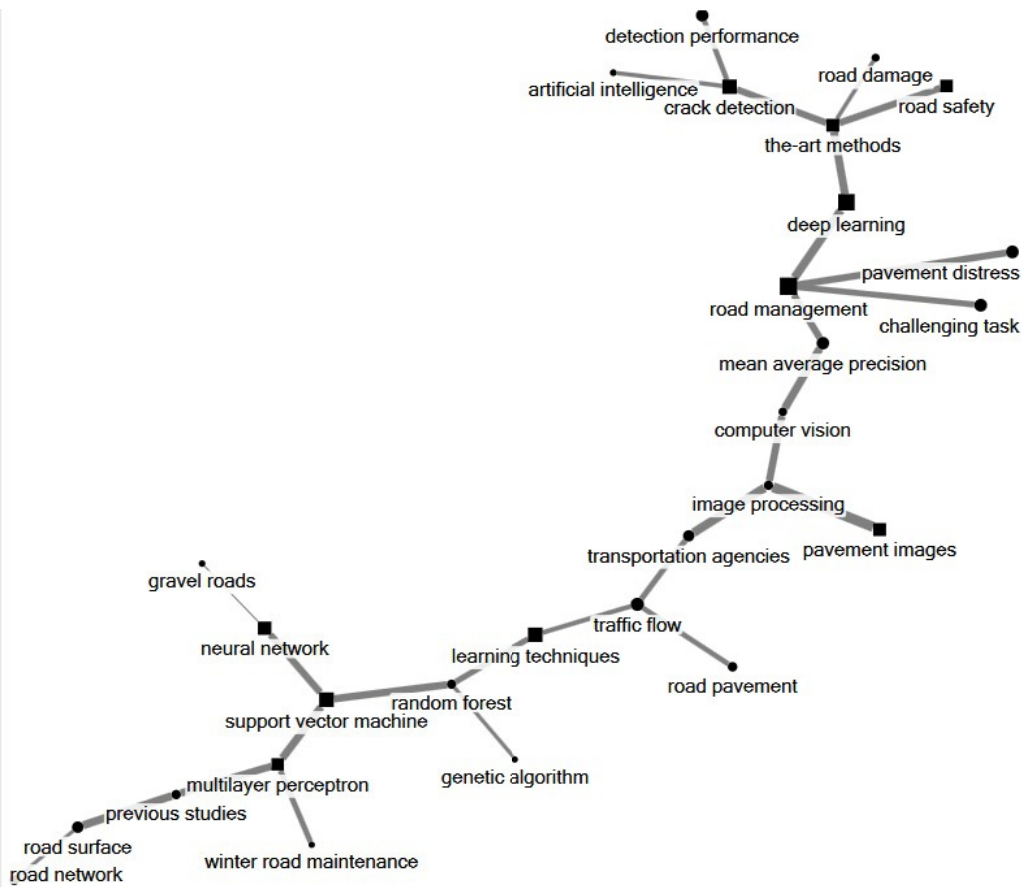 detection performance
road damage
artificial intelligence
crack detection
road safety
the-art methods
deep learning
pavement distress
road management
challenging task
mean average precision
computer vision
image processing
transportation agencies
pavement images
gravel roads
traffic flow
neural network
learning techniques
road pavement
random forest
support vector machine
genetic algorithm
multilayer perceptron
previous studies
road surface
winter road maintenance
road network